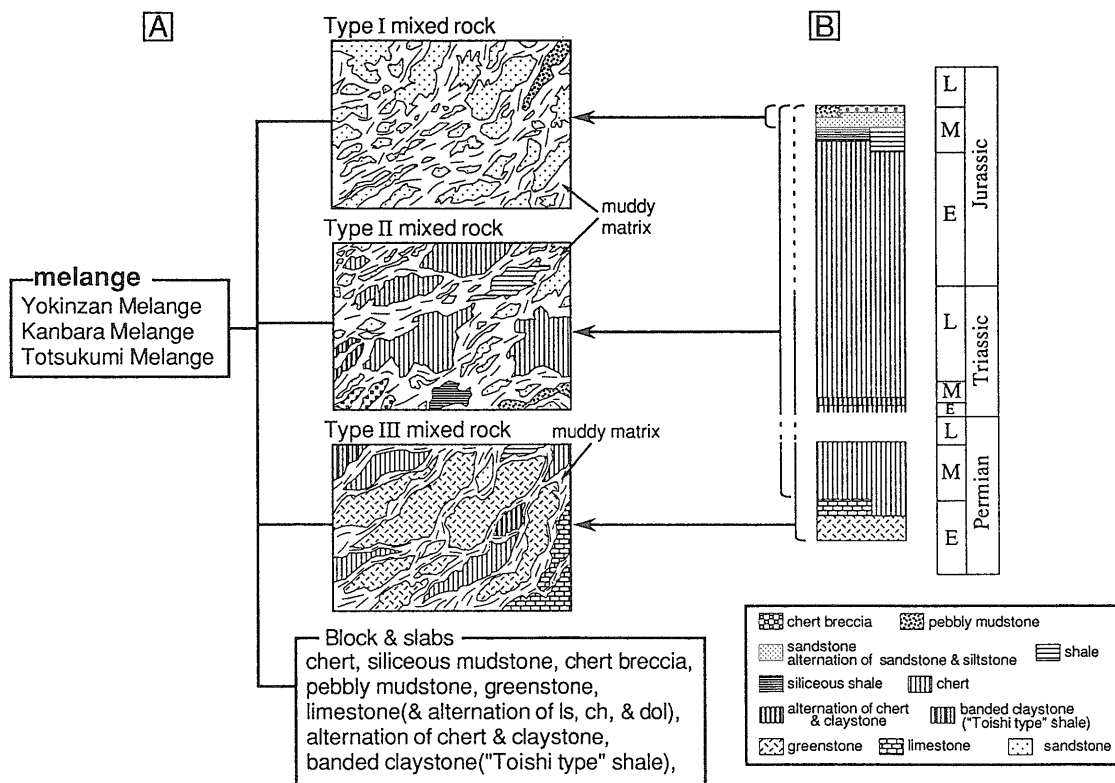 A
Type I mixed rock
muddy
matrix
Type II mixed rock
melange
Yokinzan Melange
Kanbara Melange
Totsukumi Melange
Type III mixed rock
muddy matrix
Block & slabs
chert, siliceous mudstone, chert breccia,
pebbly mudstone, greenstone,
limestone(& alternation of ls, ch, & dol),
alternation of chert & claystone,
banded claystone("Toishi type" shale),
B
L
M
E
Jurassic
L
M
E
Triassic
L
M
E
Permian
chert breccia
pebbly mudstone
sandstone
alternation of sandstone & siltstone
shale
siliceous shale
chert
alternation of chert
& claystone
banded claystone
("Toishi type" shale)
greenstone
limestone
sandstone